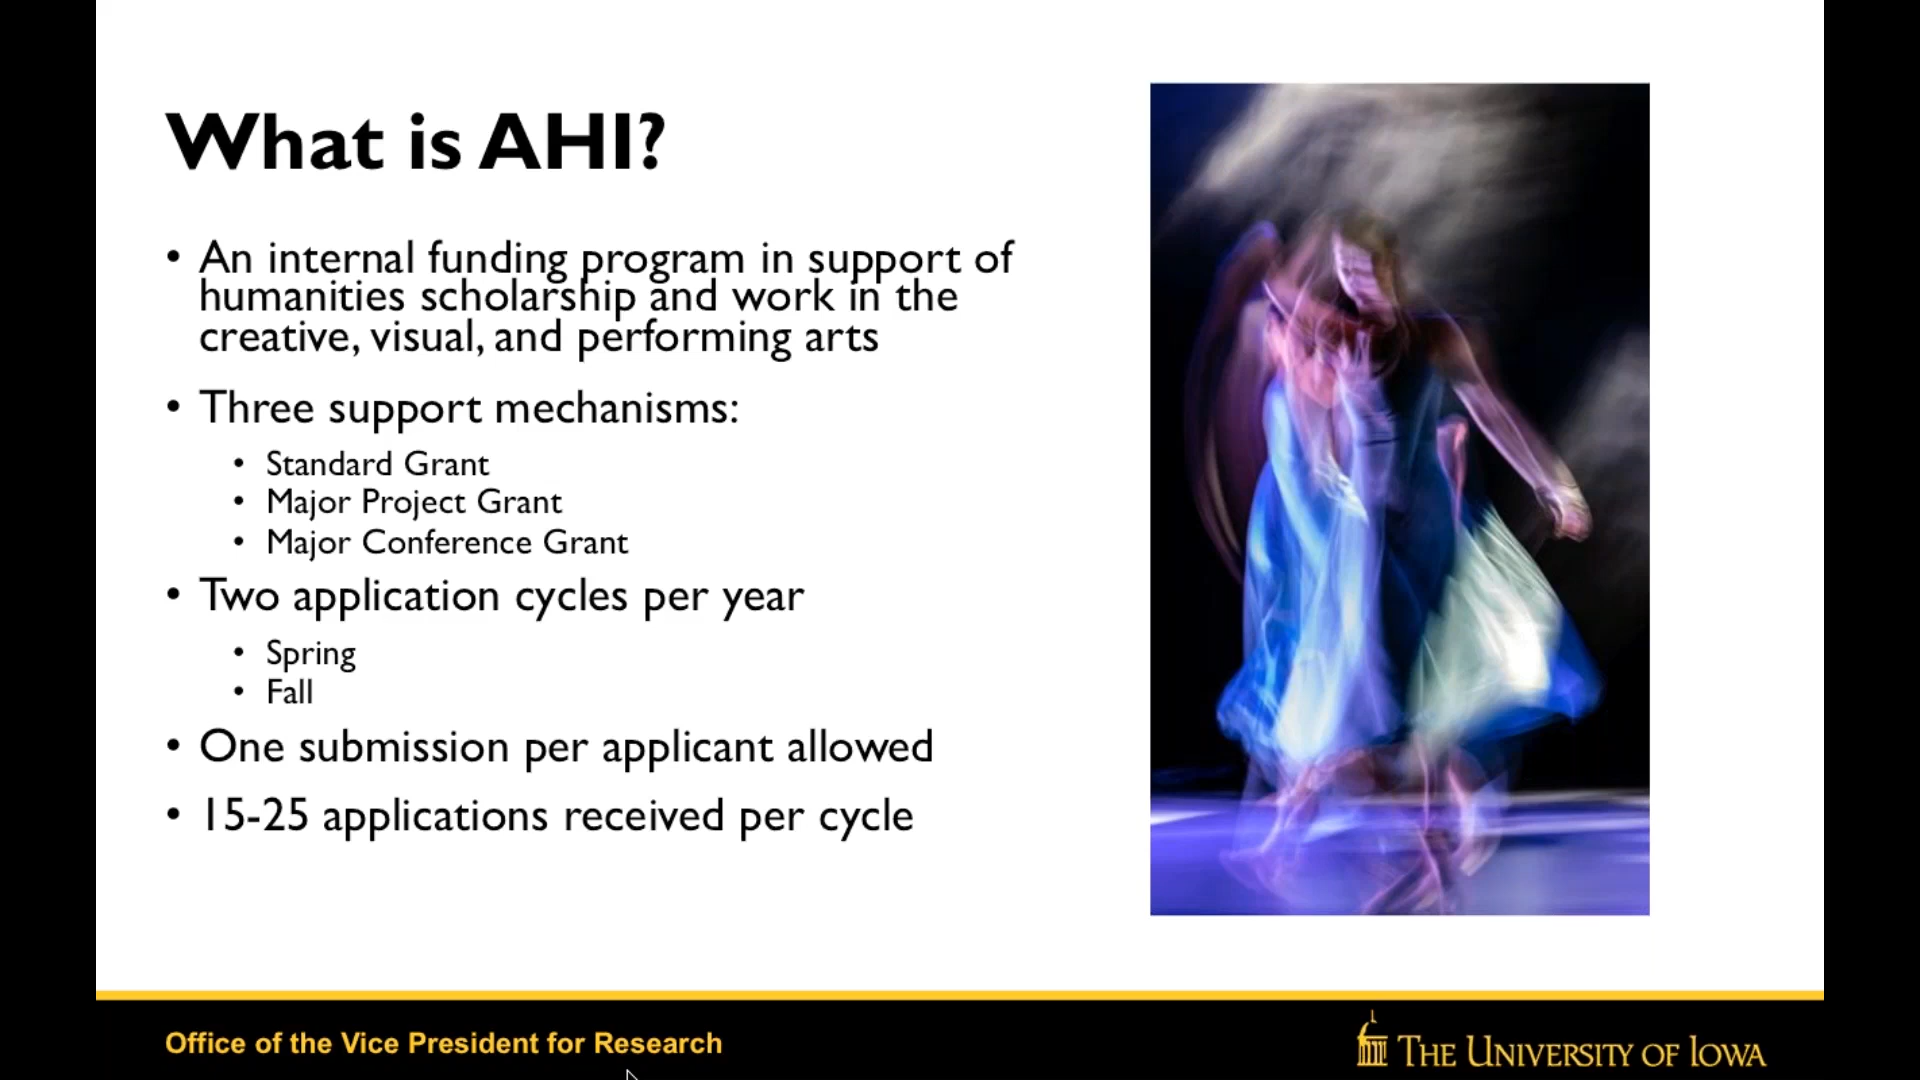 What is AHI?
• An internal funding program in support of
humanities scholarship and work in the
creative, visual, and performing arts
• Three support mechanisms:
• Standard Grant
• Major Project Grant
• Major Conference Grant
• Two application cycles per year
• Spring
• Fall
• One submission per applicant allowed
• 15-25 applications received per cycle
Office of the Vice President for Research
THE UNIVERSITY OF IOWA